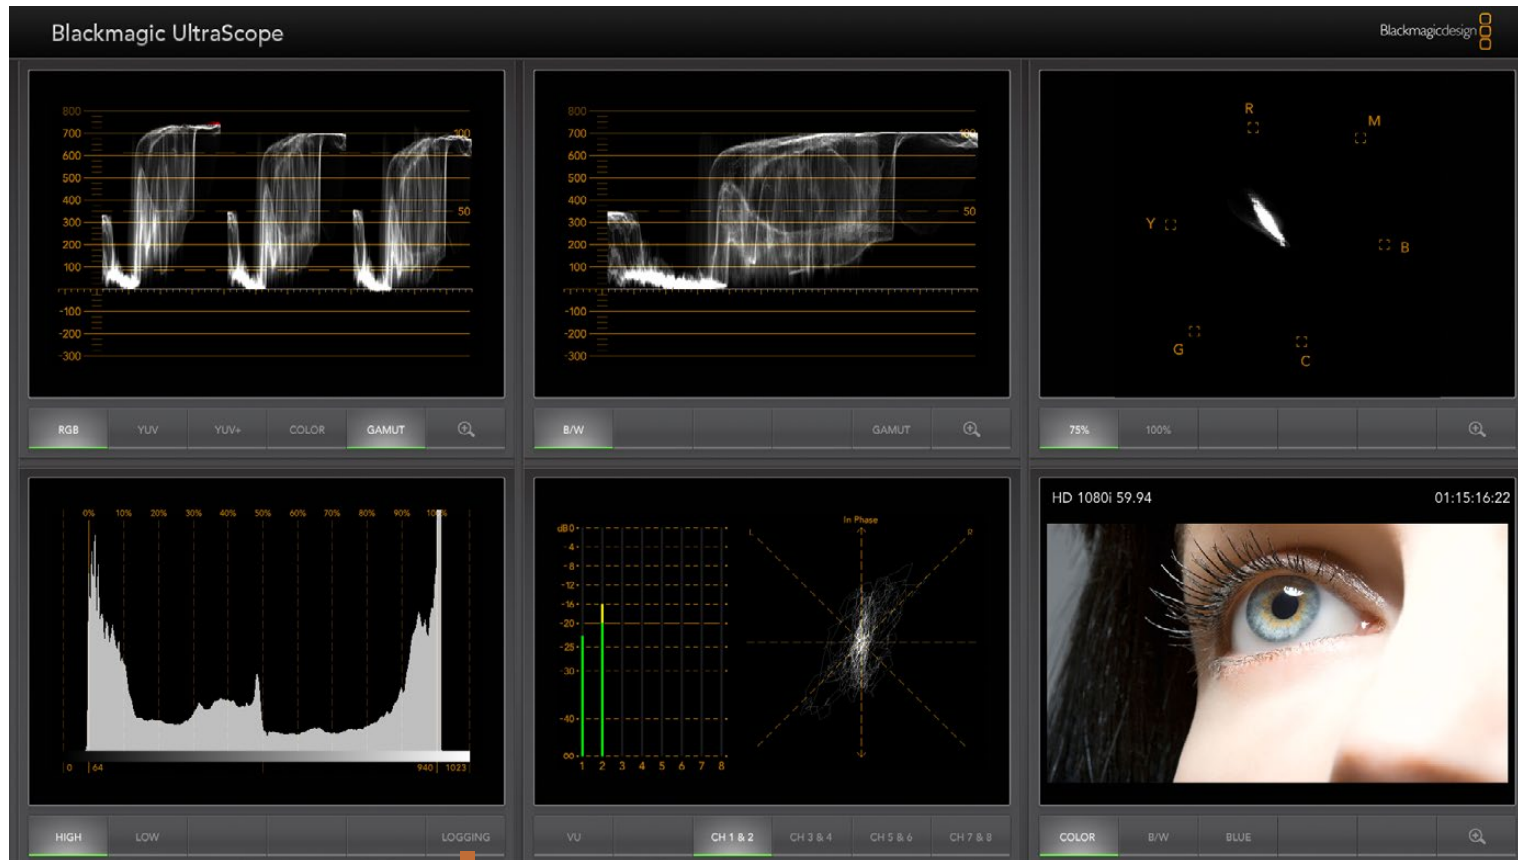 Blackmagic UltraScope
Blackmagicdesign
800
700
600
500
400
300
200
100
-100
-200
-300
100
50
800
700
600
500
400
300
200
100
-100
-200
-300
100
50
R
M
Y
B
G
C
RGB YUV YUV+ COLOR GAMUT
B/W GAMUT
75% 100%
0% 10% 20% 30% 40% 50% 60% 70% 80% 90% 100%
0 64 940 1023
dB 0
-4
-8
-12
-16
-20
-25
-30
-40
∞
1 2 3 4 5 6 7 8
In Phase
L R
HD 1080i 59.94 01:15:16:22
HIGH LOW LOGGING
VU CH 1 & 2 CH 3 & 4 CH 5 & 6 CH 7 & 8
COLOR B/W BLUE